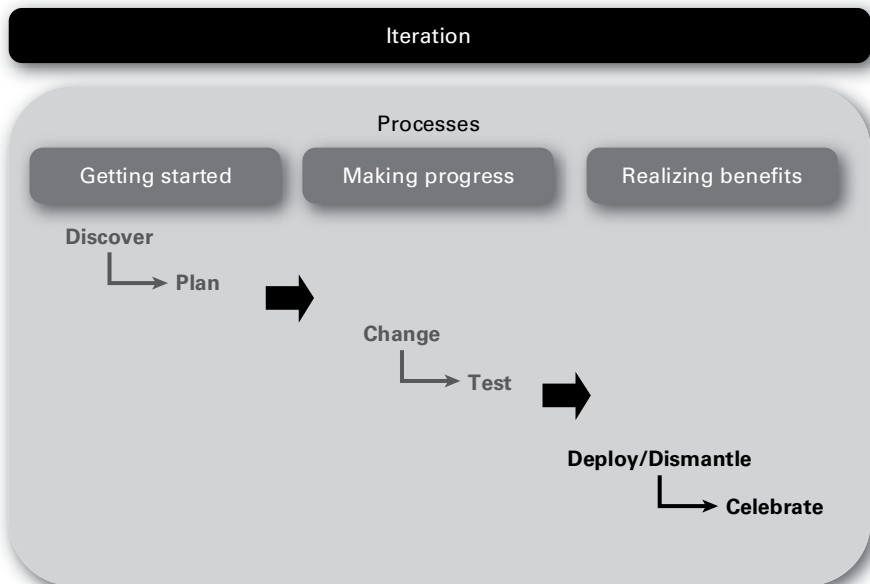 Iteration
Processes
Getting started
Making progress
Realizing benefits
Discover
Plan
Change
Test
Deploy/Dismantle
Celebrate